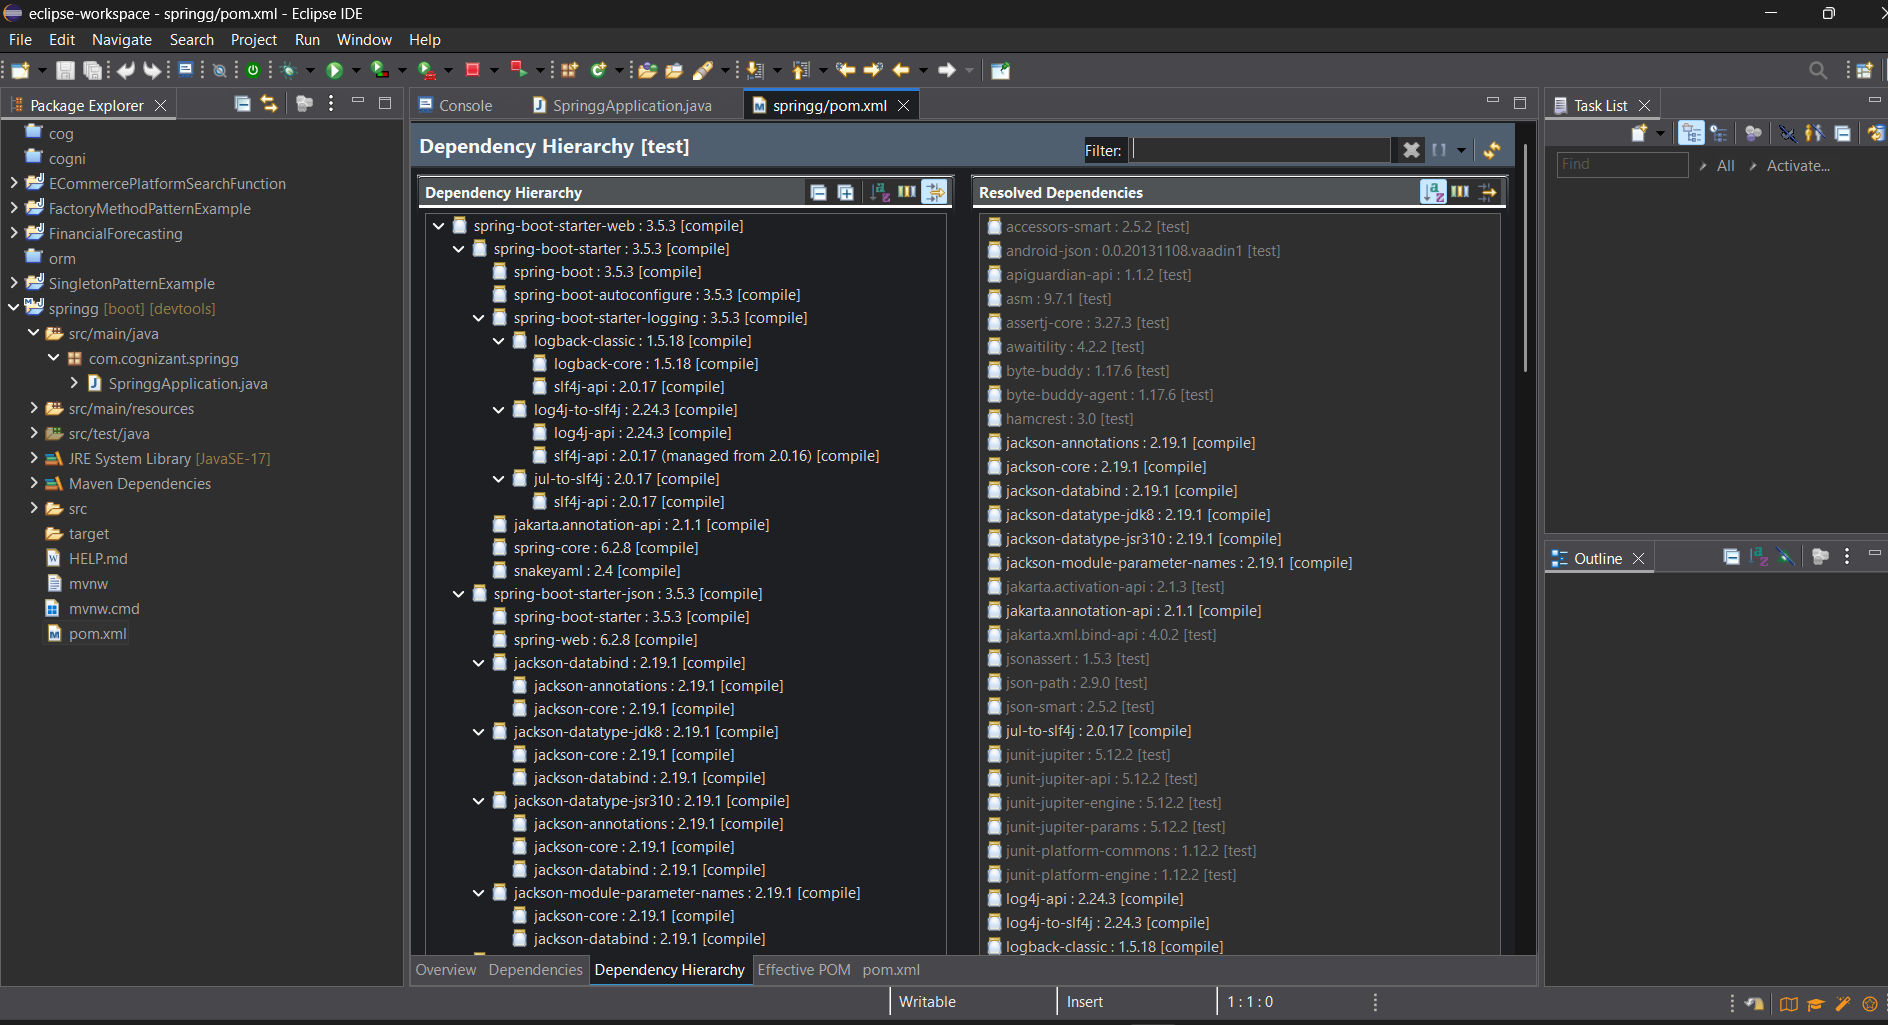 eclipse-workspace - springg/pom.xml - Eclipse IDE
File Edit Navigate Search Project Run Window Help
Package Explorer
cog
cogni
ECommercePlatformSearchFunction
FactoryMethodPatternExample
FinancialForecasting
orm
SingletonPatternExample
springg [boot] [devtools]
src/main/java
com.cognizant.springg
SpringgApplication.java
src/main/resources
src/test/java
JRE System Library [JavaSE-17]
Maven Dependencies
src
target
HELP.md
mvnw
mvnw.cmd
pom.xml
Console SpringgApplication.java springg/pom.xml
Dependency Hierarchy [test]
Filter:
Dependency Hierarchy
spring-boot-starter-web : 3.5.3 [compile]
spring-boot-starter : 3.5.3 [compile]
spring-boot : 3.5.3 [compile]
spring-boot-autoconfigure : 3.5.3 [compile]
spring-boot-starter-logging : 3.5.3 [compile]
logback-classic : 1.5.18 [compile]
logback-core : 1.5.18 [compile]
slf4j-api : 2.0.17 [compile]
log4j-to-slf4j : 2.24.3 [compile]
log4j-api : 2.24.3 [compile]
slf4j-api : 2.0.17 (managed from 2.0.16) [compile]
jul-to-slf4j : 2.0.17 [compile]
slf4j-api : 2.0.17 [compile]
jakarta.annotation-api : 2.1.1 [compile]
spring-core : 6.2.8 [compile]
snakeyaml : 2.4 [compile]
spring-boot-starter-json : 3.5.3 [compile]
spring-boot-starter : 3.5.3 [compile]
spring-web : 6.2.8 [compile]
jackson-databind : 2.19.1 [compile]
jackson-annotations : 2.19.1 [compile]
jackson-core : 2.19.1 [compile]
jackson-datatype-jdk8 : 2.19.1 [compile]
jackson-core : 2.19.1 [compile]
jackson-databind : 2.19.1 [compile]
jackson-datatype-jsr310 : 2.19.1 [compile]
jackson-annotations : 2.19.1 [compile]
jackson-core : 2.19.1 [compile]
jackson-databind : 2.19.1 [compile]
jackson-module-parameter-names : 2.19.1 [compile]
jackson-core : 2.19.1 [compile]
jackson-databind : 2.19.1 [compile]
Resolved Dependencies
accessors-smart : 2.5.2 [test]
android-json : 0.0.20131108.vaadin1 [test]
apiguardian-api : 1.1.2 [test]
asm : 9.7.1 [test]
assertj-core : 3.27.3 [test]
awaitility : 4.2.2 [test]
byte-buddy : 1.17.6 [test]
byte-buddy-agent : 1.17.6 [test]
hamcrest : 3.0 [test]
jackson-annotations : 2.19.1 [compile]
jackson-core : 2.19.1 [compile]
jackson-databind : 2.19.1 [compile]
jackson-datatype-jdk8 : 2.19.1 [compile]
jackson-datatype-jsr310 : 2.19.1 [compile]
jackson-module-parameter-names : 2.19.1 [compile]
jakarta.activation-api : 2.1.3 [test]
jakarta.annotation-api : 2.1.1 [compile]
jakarta.xml.bind-api : 4.0.2 [test]
jsonassert : 1.5.3 [test]
json-path : 2.9.0 [test]
json-smart : 2.5.2 [test]
jul-to-slf4j : 2.0.17 [compile]
junit-jupiter : 5.12.2 [test]
junit-jupiter-api : 5.12.2 [test]
junit-jupiter-engine : 5.12.2 [test]
junit-jupiter-params : 5.12.2 [test]
junit-platform-commons : 1.12.2 [test]
junit-platform-engine : 1.12.2 [test]
log4j-api : 2.24.3 [compile]
log4j-to-slf4j : 2.24.3 [compile]
logback-classic : 1.5.18 [compile]
Overview Dependencies Dependency Hierarchy Effective POM pom.xml
Task List
Find All Activate...
Outline
Writable Insert 1 : 1 : 0